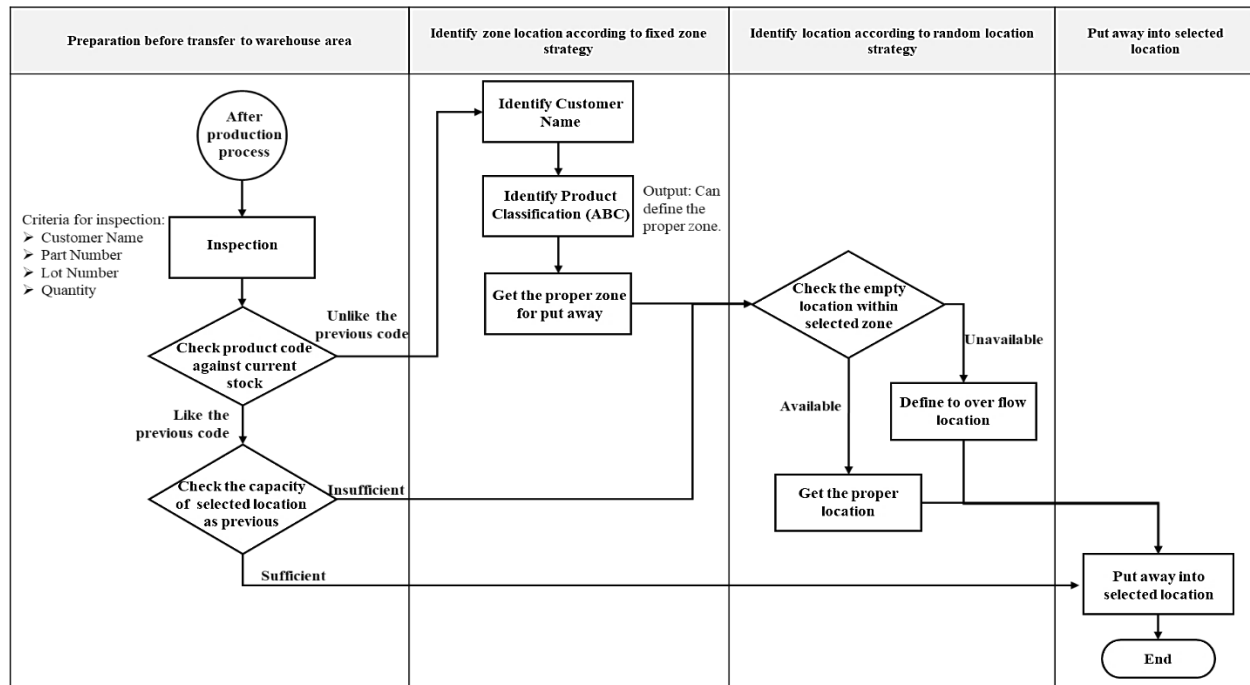 Preparation before transfer to warehouse area
Identify zone location according to fixed zone
strategy
Identify location according to random location
strategy
Put away into selected
location
After
production
process
Criteria for inspection:
➢ Customer Name
➢ Part Number
➢ Lot Number
➢ Quantity
Inspection
Check product code
against current
stock
Unlike the
previous code
Like the
previous code
Check the capacity
of selected location
as previous
Insufficient
Sufficient
Identify Customer
Name
Identify Product
Classification (ABC)
Output: Can
define the
proper zone.
Get the proper zone
for put away
Check the empty
location within
selected zone
Unavailable
Available
Define to over flow
location
Get the proper
location
Put away into
selected location
End